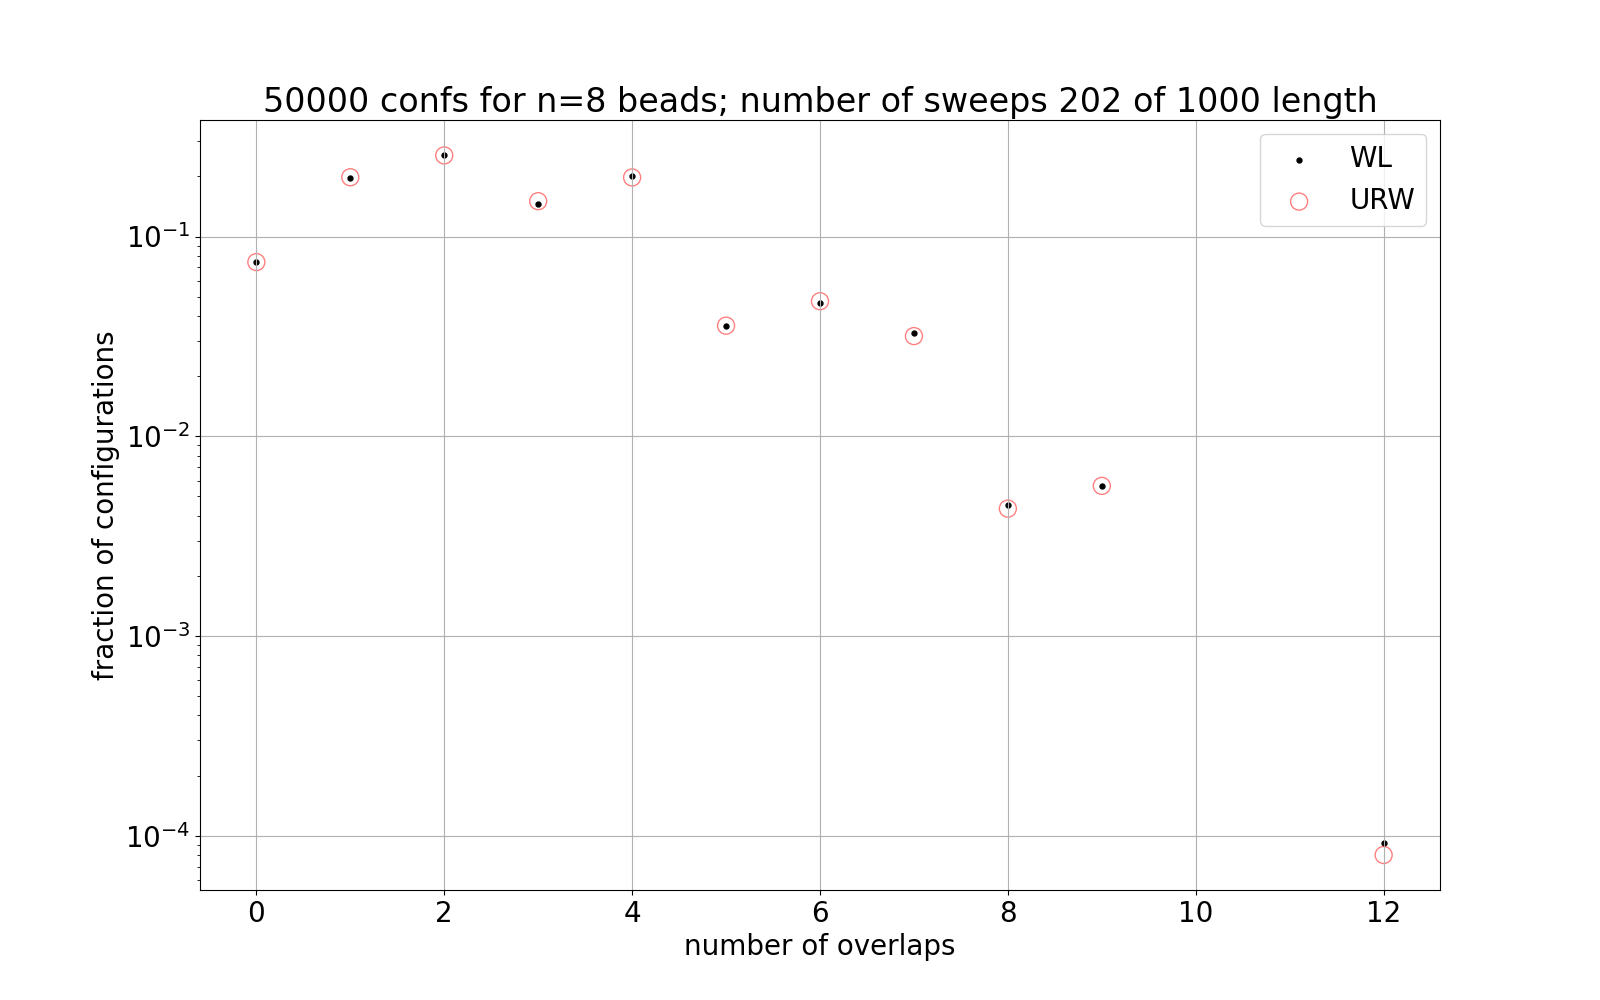 50000 confs for n=8 beads; number of sweeps 202 of 1000 length
WL
URW
fraction of configurations
10⁻¹
10⁻²
10⁻³
10⁻⁴
0 2 4 6 8 10 12
number of overlaps